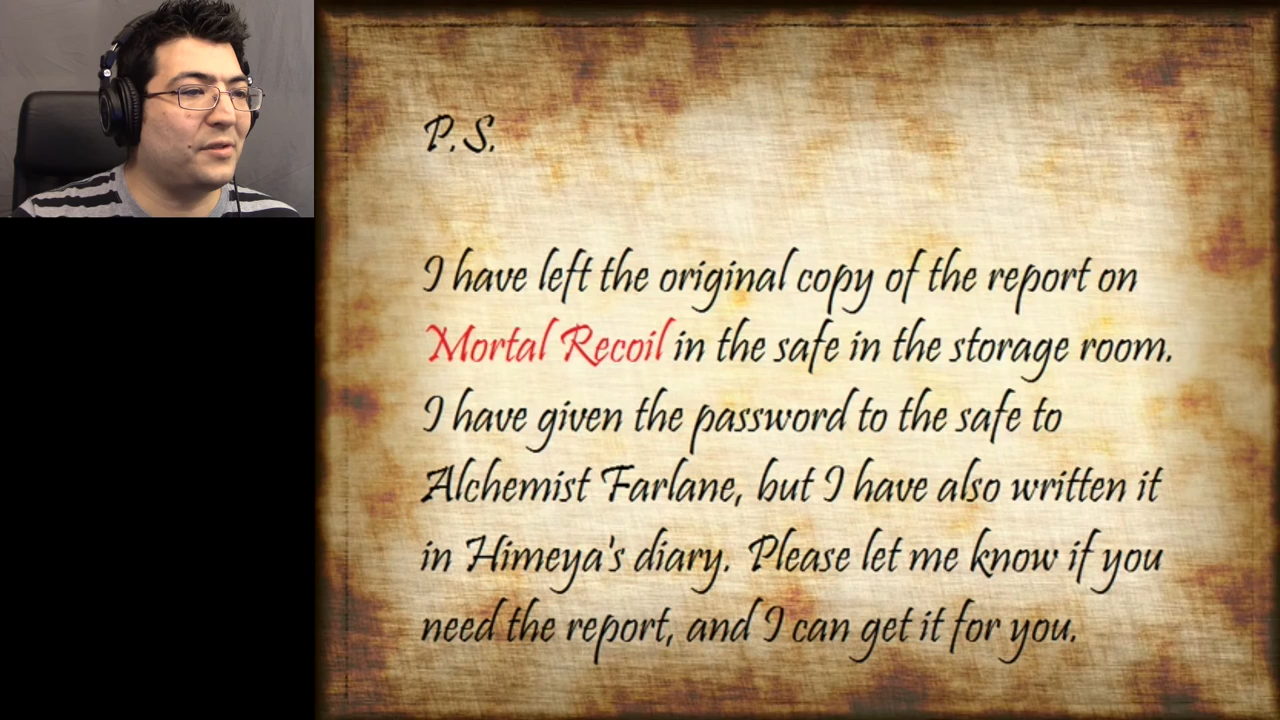 P.S.
I have left the original copy of the report on
Mortal Recoil in the safe in the storage room.
I have given the password to the safe to
Alchemist Farlane, but I have also written it
in Himeya's diary. Please let me know if you
need the report, and I can get it for you.